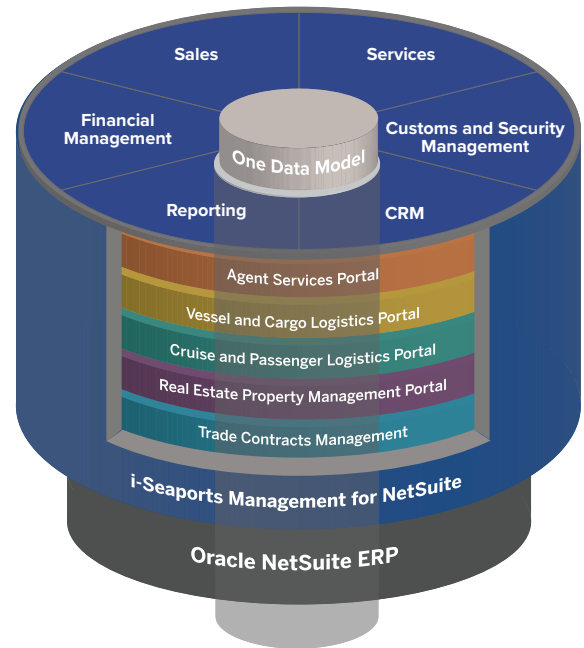 Sales
Services
Financial
Management
Customs and Security
Management
One Data Model
Reporting
CRM
Agent Services Portal
Vessel and Cargo Logistics Portal
Cruise and Passenger Logistics Portal
Real Estate Property Management Portal
Trade Contracts Management
i-Seaports Management for NetSuite
Oracle NetSuite ERP